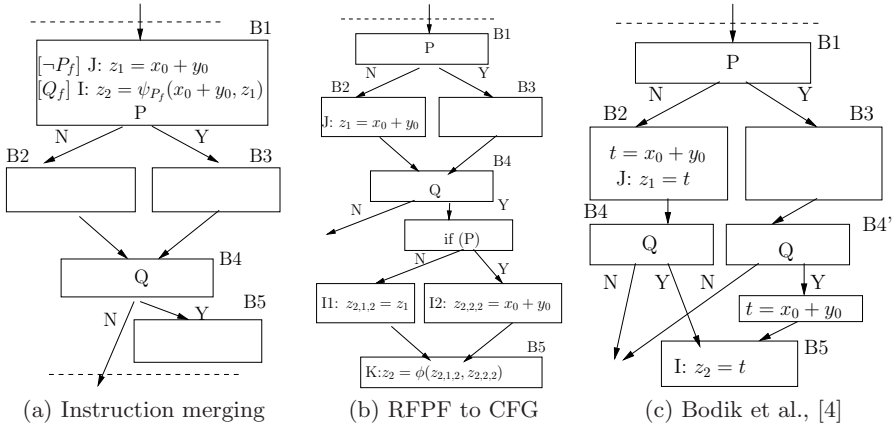 B1
[¬P_f] J: z_1 = x_0 + y_0
[Q_f] I: z_2 = ψ_{P_f}(x_0 + y_0, z_1)
P
N Y
B2 B3
B4
Q
N Y
B5
(a) Instruction merging
B1
P
N Y
B2 B3
J: z_1 = x_0 + y_0
B4
Q
N Y
if (P)
N Y
I1: z_{2,1,2} = z_1 I2: z_{2,2,2} = x_0 + y_0
B5
K:z_2 = ϕ(z_{2,1,2}, z_{2,2,2})
(b) RFPF to CFG
B1
P
N Y
B2 B3
t = x_0 + y_0
J: z_1 = t
B4 B4'
Q Q
N Y N Y
t = x_0 + y_0
B5
I: z_2 = t
(c) Bodik et al., [4]